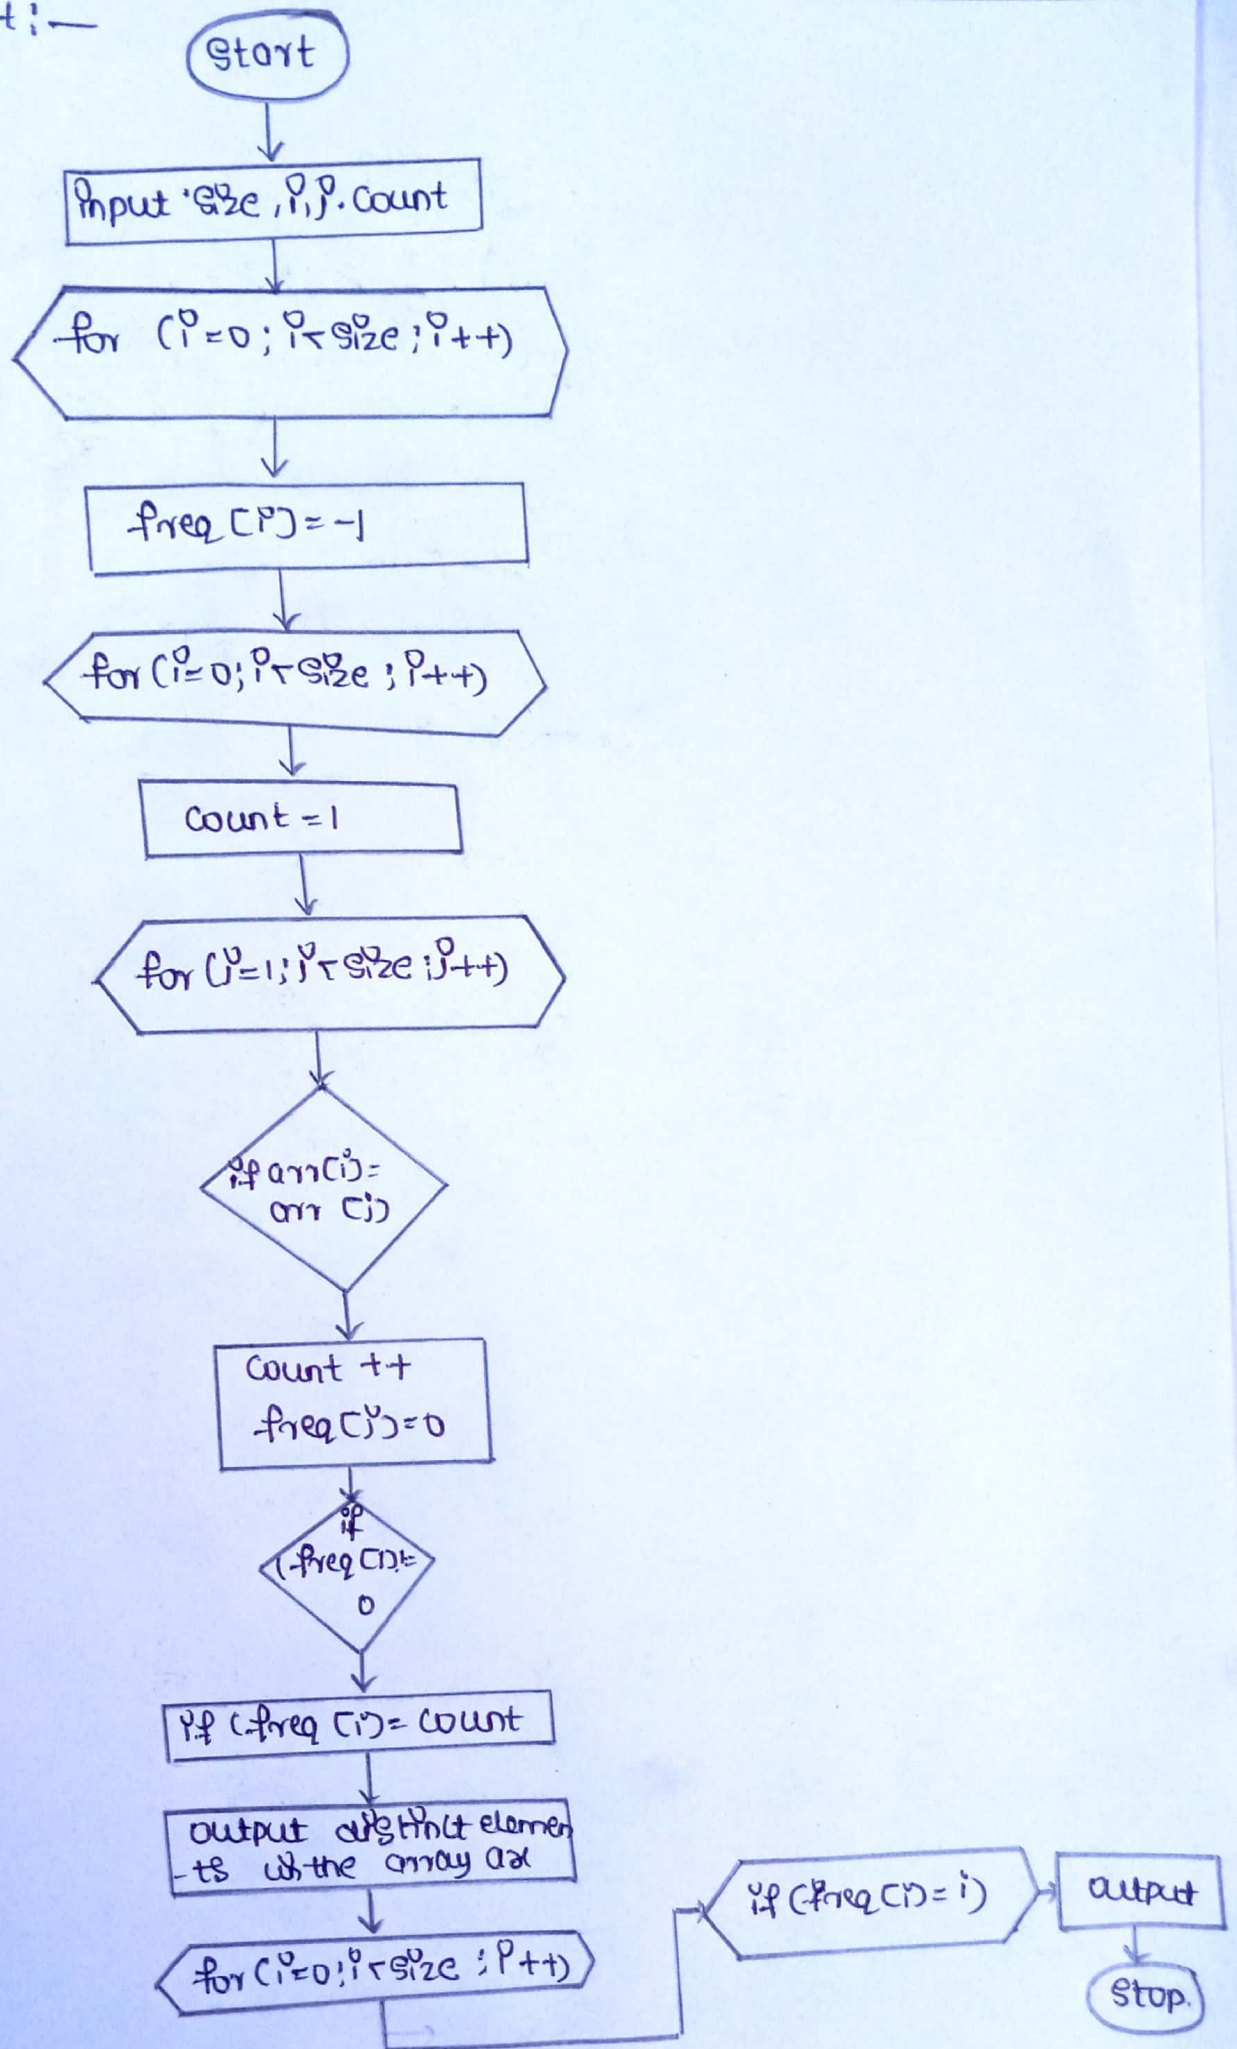 t :-
Start
Input size, i, j. Count
for (i=0; i<size; i++)
freq [i] = -1
for (i=0; i<size; i++)
Count = 1
for (j=1; j<size; j++)
if arr[i]=
arr [j]
Count ++
freq [j]=0
if
(freq [i]!=
0
if (freq [i]= count
output distinct elemen
-ts in the array are
for (i=0; i<size; i++)
if (freq [i]= i)
output
Stop.